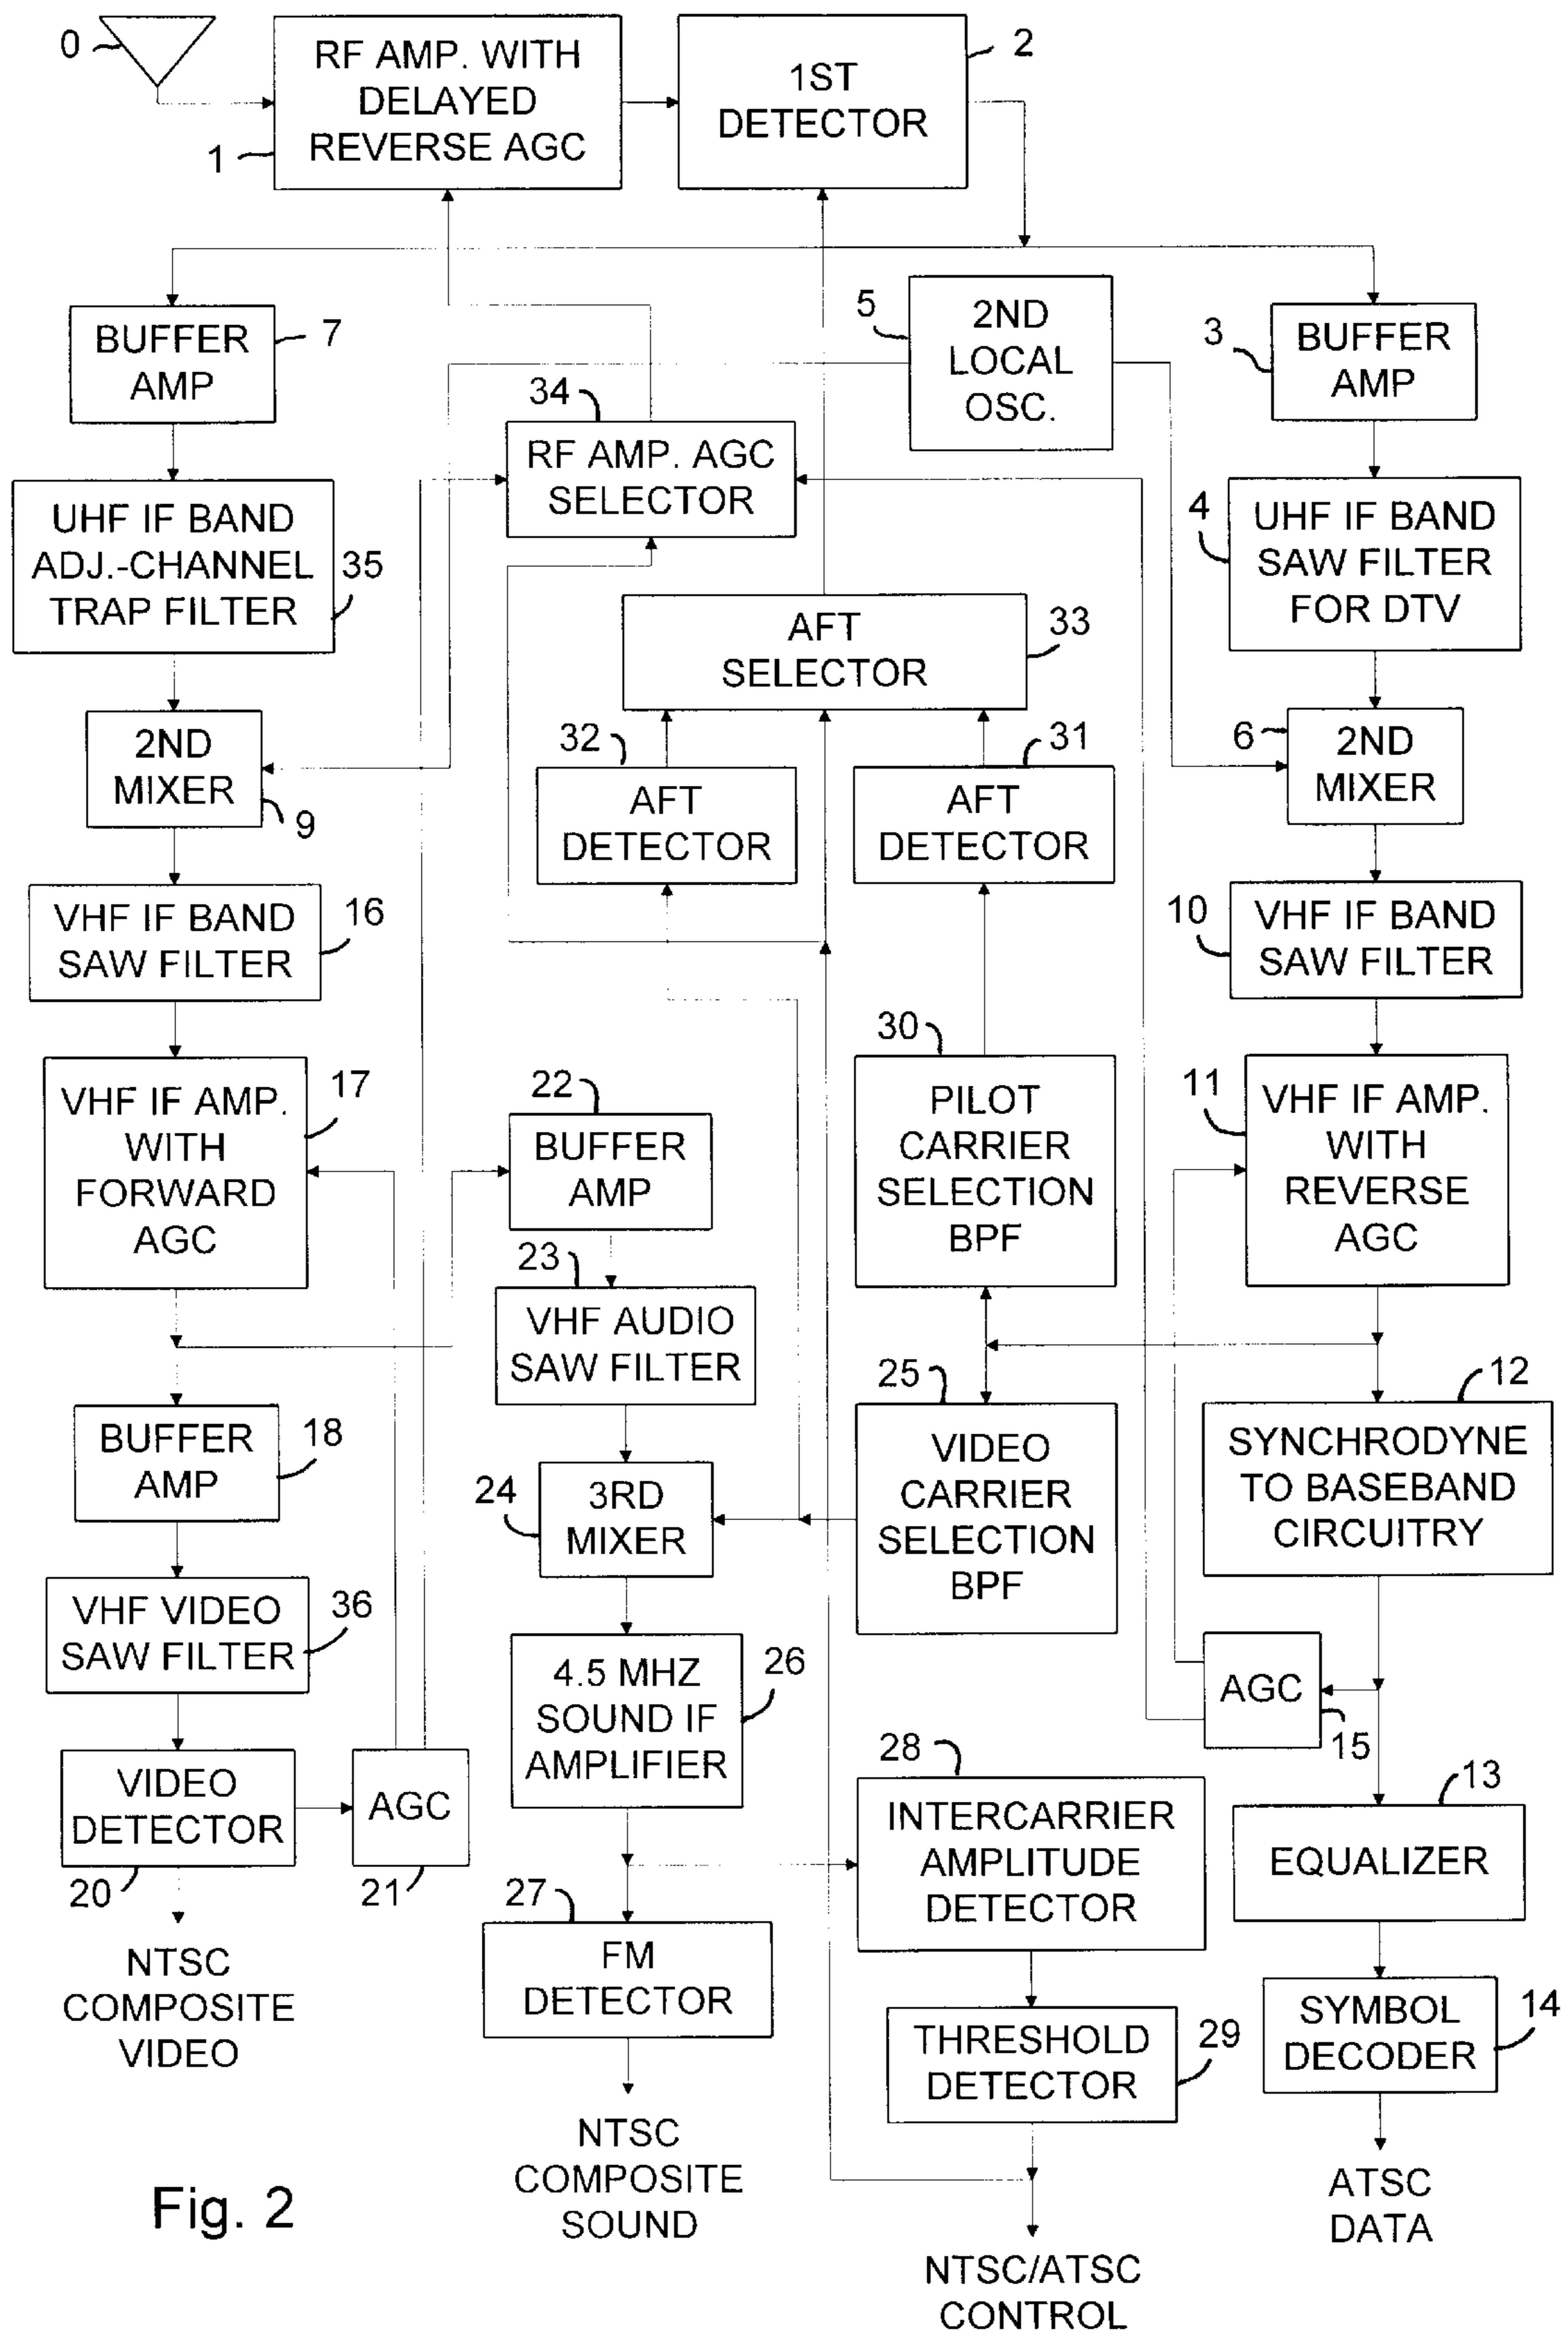 0
RF AMP. WITH
DELAYED
REVERSE AGC
1
1ST
DETECTOR
2
BUFFER
AMP
7
5
2ND
LOCAL
OSC.
3
BUFFER
AMP
34
RF AMP. AGC
SELECTOR
UHF IF BAND
ADJ.-CHANNEL
TRAP FILTER
35
4
UHF IF BAND
SAW FILTER
FOR DTV
AFT
SELECTOR
33
2ND
MIXER
9
32
AFT
DETECTOR
31
AFT
DETECTOR
6
2ND
MIXER
VHF IF BAND
SAW FILTER
16
10
VHF IF BAND
SAW FILTER
VHF IF AMP.
WITH
FORWARD
AGC
17
22
BUFFER
AMP
30
PILOT
CARRIER
SELECTION
BPF
11
VHF IF AMP.
WITH
REVERSE
AGC
23
VHF AUDIO
SAW FILTER
BUFFER
AMP
18
24
3RD
MIXER
25
VIDEO
CARRIER
SELECTION
BPF
12
SYNCHRODYNE
TO BASEBAND
CIRCUITRY
VHF VIDEO
SAW FILTER
36
4.5 MHZ
SOUND IF
AMPLIFIER
26
AGC
15
VIDEO
DETECTOR
20
AGC
21
28
INTERCARRIER
AMPLITUDE
DETECTOR
13
EQUALIZER
27
FM
DETECTOR
NTSC
COMPOSITE
VIDEO
THRESHOLD
DETECTOR
29
SYMBOL
DECODER
14
NTSC
COMPOSITE
SOUND
ATSC
DATA
Fig. 2
NTSC/ATSC
CONTROL